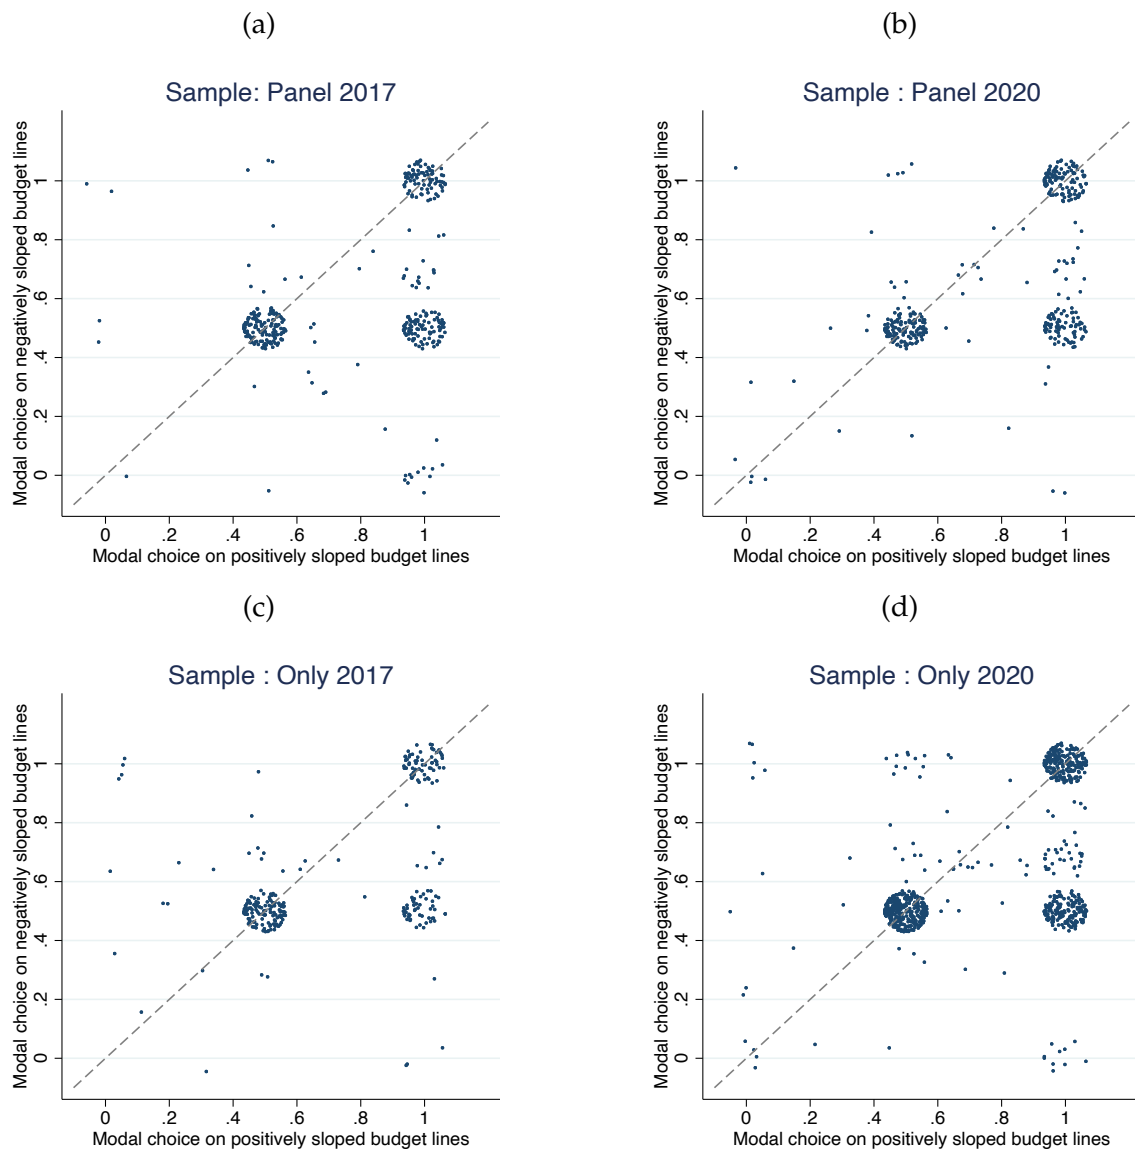 (a)
Sample: Panel 2017
Modal choice on negatively sloped budget lines
1
.8
.6
.4
.2
0
0 .2 .4 .6 .8 1
Modal choice on positively sloped budget lines
(b)
Sample : Panel 2020
Modal choice on negatively sloped budget lines
1
.8
.6
.4
.2
0
0 .2 .4 .6 .8 1
Modal choice on positively sloped budget lines
(c)
Sample : Only 2017
Modal choice on negatively sloped budget lines
1
.8
.6
.4
.2
0
0 .2 .4 .6 .8 1
Modal choice on positively sloped budget lines
(d)
Sample : Only 2020
Modal choice on negatively sloped budget lines
1
.8
.6
.4
.2
0
0 .2 .4 .6 .8 1
Modal choice on positively sloped budget lines